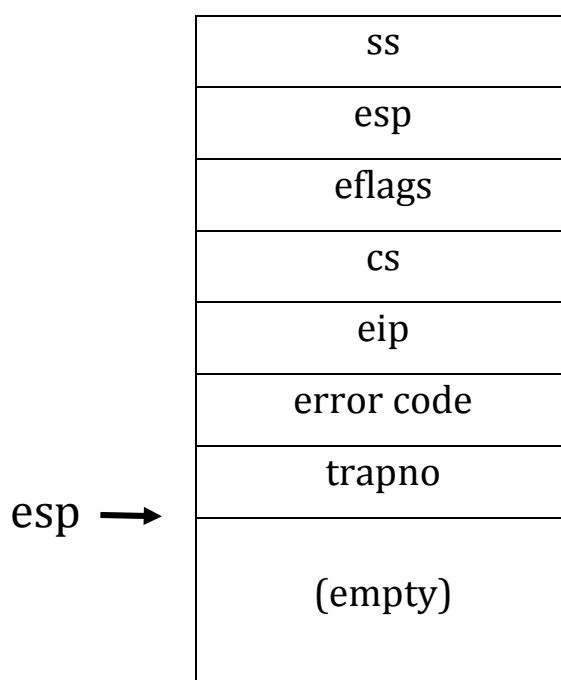 ss
esp
eflags
cs
eip
error code
trapno
esp
(empty)